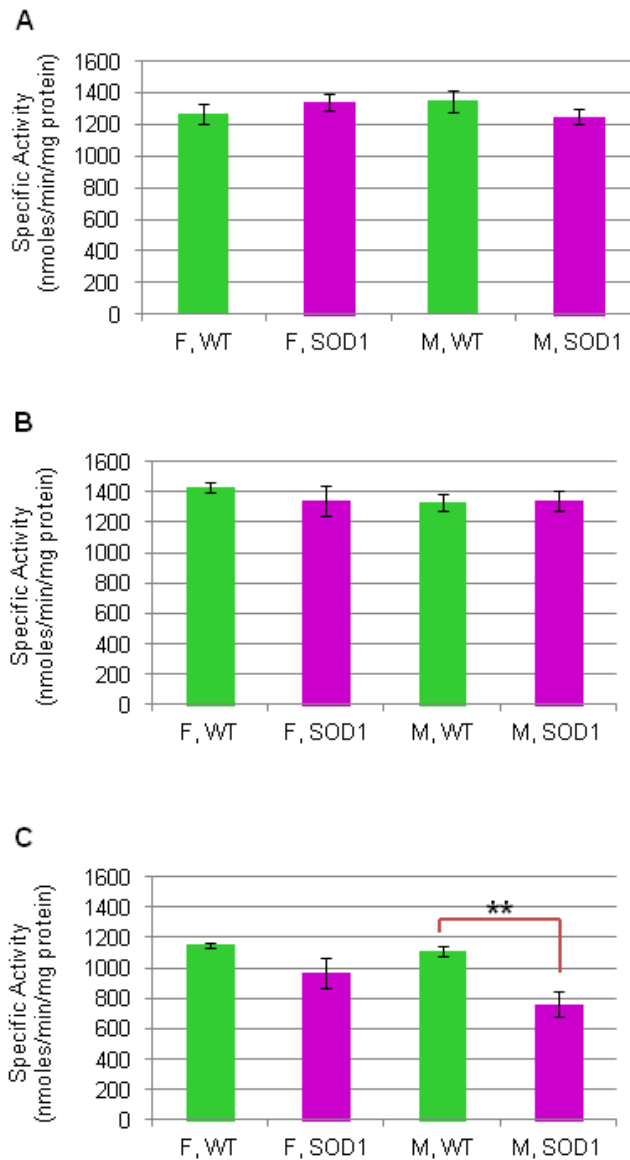 A
Specific Activity
(nmoles/min/mg protein)
1600
1400
1200
1000
800
600
400
200
0
F, WT
F, SOD1
M, WT
M, SOD1
B
Specific Activity
(nmoles/min/mg protein)
1600
1400
1200
1000
800
600
400
200
0
F, WT
F, SOD1
M, WT
M, SOD1
C
Specific Activity
(nmoles/min/mg protein)
1600
1400
1200
1000
800
600
400
200
0
**
F, WT
F, SOD1
M, WT
M, SOD1